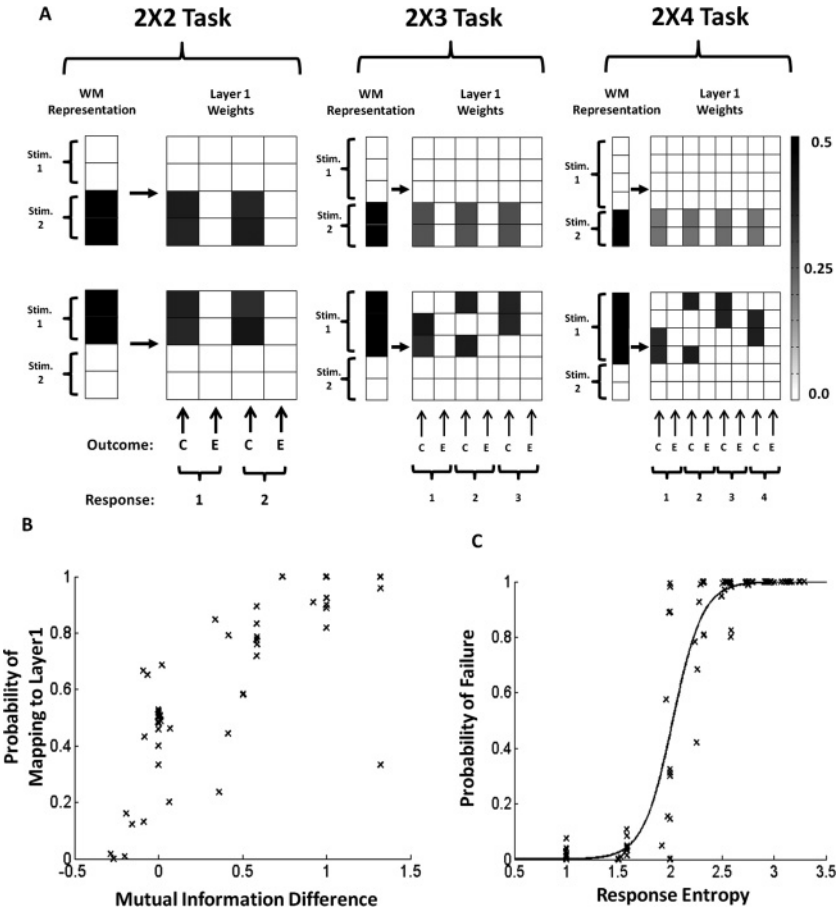 A
2X2 Task
2X3 Task
2X4 Task
WM Representation
Layer 1 Weights
WM Representation
Layer 1 Weights
WM Representation
Layer 1 Weights
Stim. 1
Stim. 2
Stim. 1
Stim. 2
Stim. 1
Stim. 2
0.5
0.25
0.0
Stim. 1
Stim. 2
Stim. 1
Stim. 2
Stim. 1
Stim. 2
Outcome: C E C E
C E C E C E
C E C E C E C E
Response: 1 2
1 2 3
1 2 3 4
B
Probability of Mapping to Layer1
1
0.8
0.6
0.4
0.2
0
-0.5 0 0.5 1 1.5
Mutual Information Difference
C
Probability of Failure
1
0.8
0.6
0.4
0.2
0
0.5 1 1.5 2 2.5 3 3.5
Response Entropy